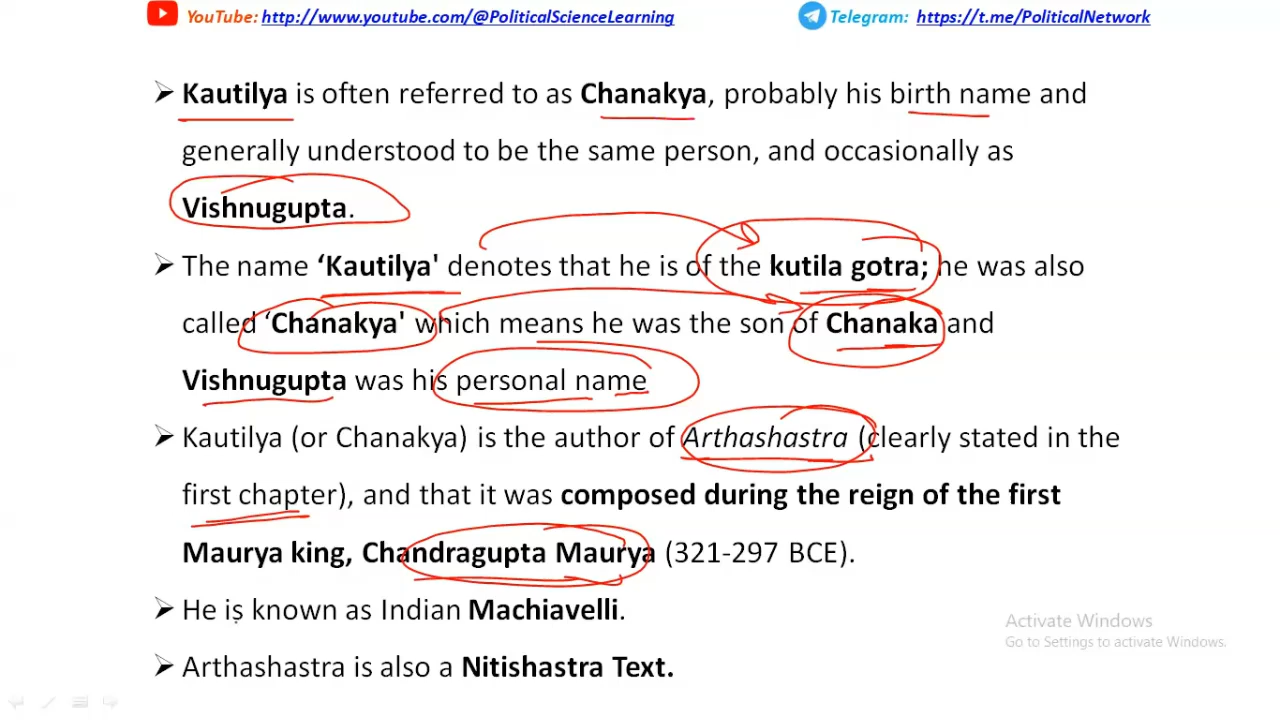 YouTube: http://www.youtube.com/@PoliticalScienceLearning Telegram: https://t.me/PoliticalNetwork
➢ Kautilya is often referred to as Chanakya, probably his birth name and
generally understood to be the same person, and occasionally as
Vishnugupta.
➢ The name ‘Kautilya' denotes that he is of the kutila gotra; he was also
called ‘Chanakya' which means he was the son of Chanaka and
Vishnugupta was his personal name
➢ Kautilya (or Chanakya) is the author of Arthashastra (clearly stated in the
first chapter), and that it was composed during the reign of the first
Maurya king, Chandragupta Maurya (321-297 BCE).
➢ He is known as Indian Machiavelli.
➢ Arthashastra is also a Nitishastra Text.
Activate Windows
Go to Settings to activate Windows.